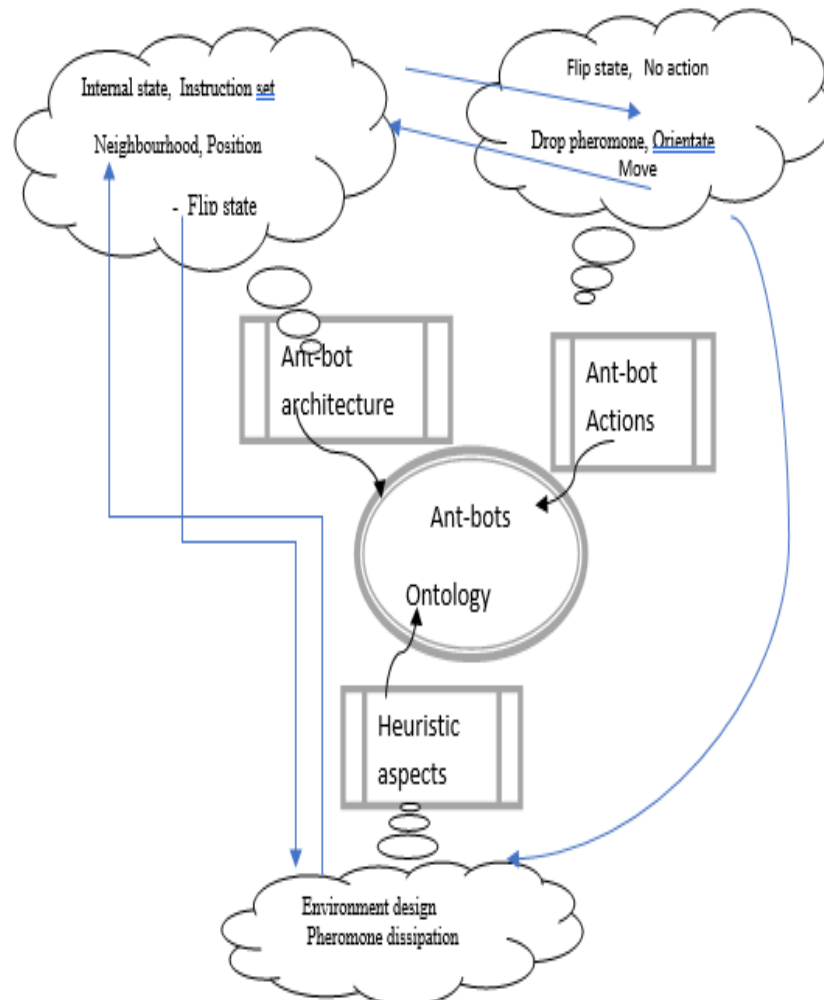 Internal state, Instruction set
Neighbourhood, Position
- Flip state
Flip state, No action
Drop pheromone, Orientate
Move
Ant-bot
architecture
Ant-bot
Actions
Ant-bots
Ontology
Heuristic
aspects
Environment design
Pheromone dissipation